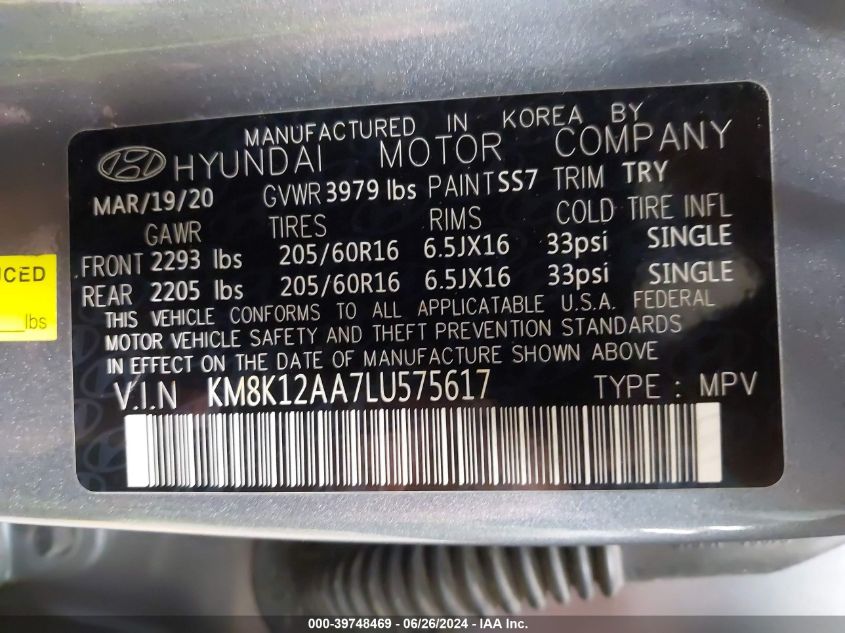 MANUFACTURED IN KOREA BY
HYUNDAI MOTOR COMPANY
MAR/19/20 GVWR 3979 lbs PAINT SS7 TRIM TRY
GAWR TIRES RIMS COLD TIRE INFL
FRONT 2293 lbs 205/60R16 6.5JX16 33psi SINGLE
REAR 2205 lbs 205/60R16 6.5JX16 33psi SINGLE
THIS VEHICLE CONFORMS TO ALL APPLICATABLE U.S.A. FEDERAL
MOTOR VEHICLE SAFETY AND THEFT PREVENTION STANDARDS
IN EFFECT ON THE DATE OF MANUFACTURE SHOWN ABOVE
V.I.N KM8K12AA7LU575617 TYPE : MPV
lbs
000-39748469 - 06/26/2024 - IAA Inc.